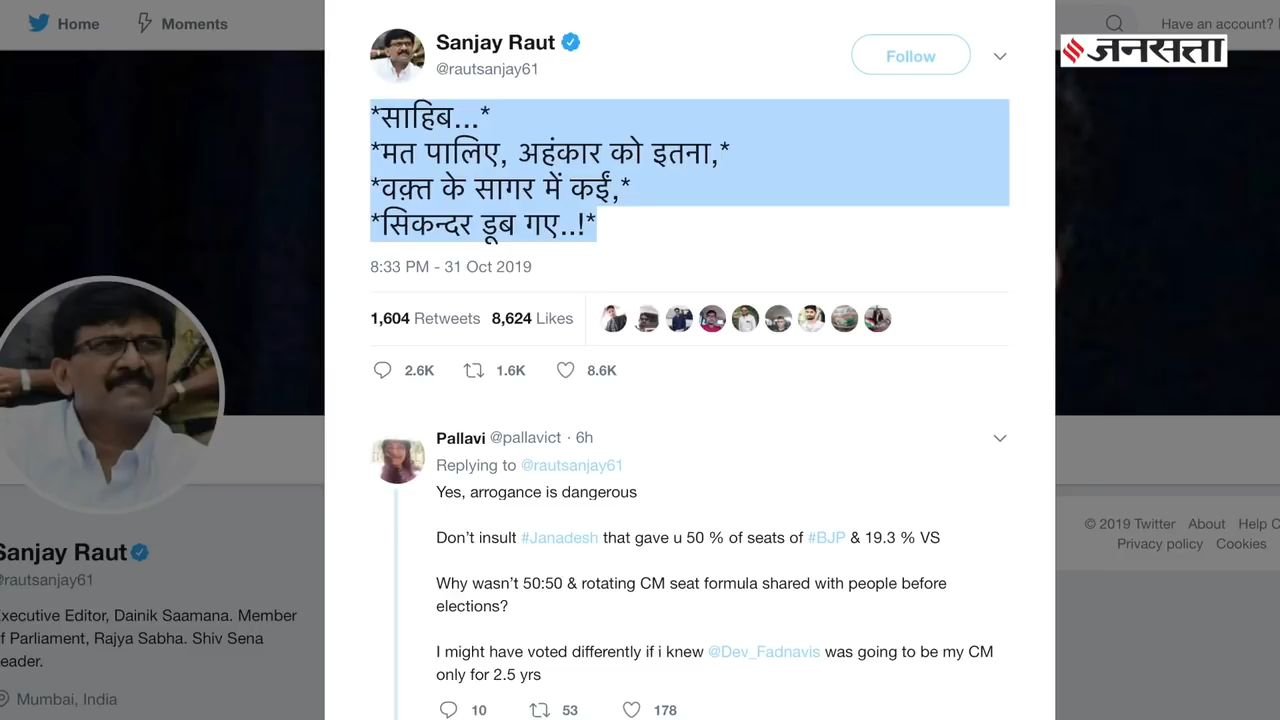 Home
Moments
Have an account?
जनसत्ता
Sanjay Raut
@rautsanjay61
Follow
*साहिब...*
*मत पालिए, अहंकार को इतना,*
*वक़्त के सागर में कईं,*
*सिकन्दर डूब गए..!*
8:33 PM - 31 Oct 2019
1,604 Retweets 8,624 Likes
2.6K 1.6K 8.6K
Pallavi @pallavict · 6h
Replying to @rautsanjay61
Yes, arrogance is dangerous
Don't insult #Janadesh that gave u 50 % of seats of #BJP & 19.3 % VS
Why wasn't 50:50 & rotating CM seat formula shared with people before
elections?
I might have voted differently if i knew @Dev_Fadnavis was going to be my CM
only for 2.5 yrs
10 53 178
Sanjay Raut
rautsanjay61
Executive Editor, Dainik Saamana. Member
of Parliament, Rajya Sabha. Shiv Sena
leader.
Mumbai, India
© 2019 Twitter About Help C
Privacy policy Cookies